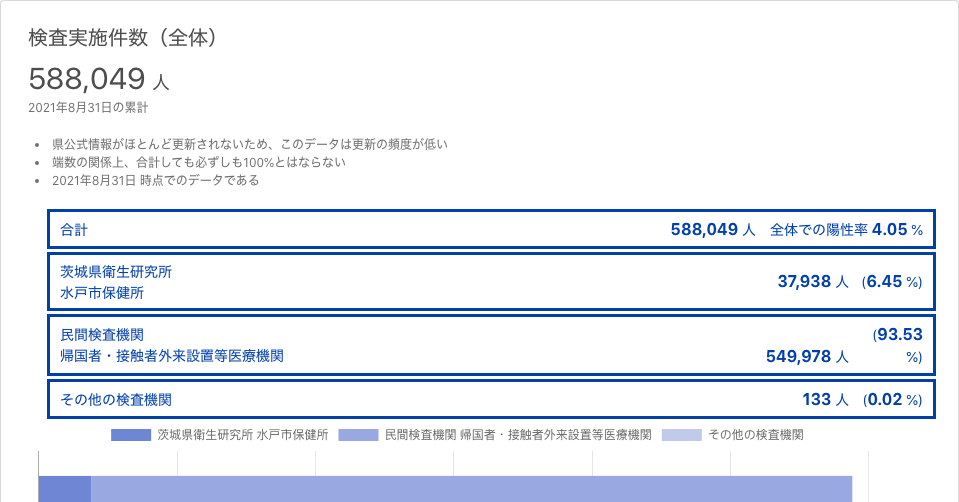 検査実施件数（全体）
588,049 人
2021年8月31日の累計
• 県公式情報がほとんど更新されないため、このデータは更新の頻度が低い
• 端数の関係上、合計しても必ずしも100%とはならない
• 2021年8月31日 時点でのデータである
合計 588,049 人 全体での陽性率 4.05 %
茨城県衛生研究所
水戸市保健所 37,938 人 (6.45 %)
民間検査機関 (93.53
帰国者・接触者外来設置等医療機関 549,978 人 %)
その他の検査機関 133 人 (0.02 %)
茨城県衛生研究所 水戸市保健所 民間検査機関 帰国者・接触者外来設置等医療機関 その他の検査機関